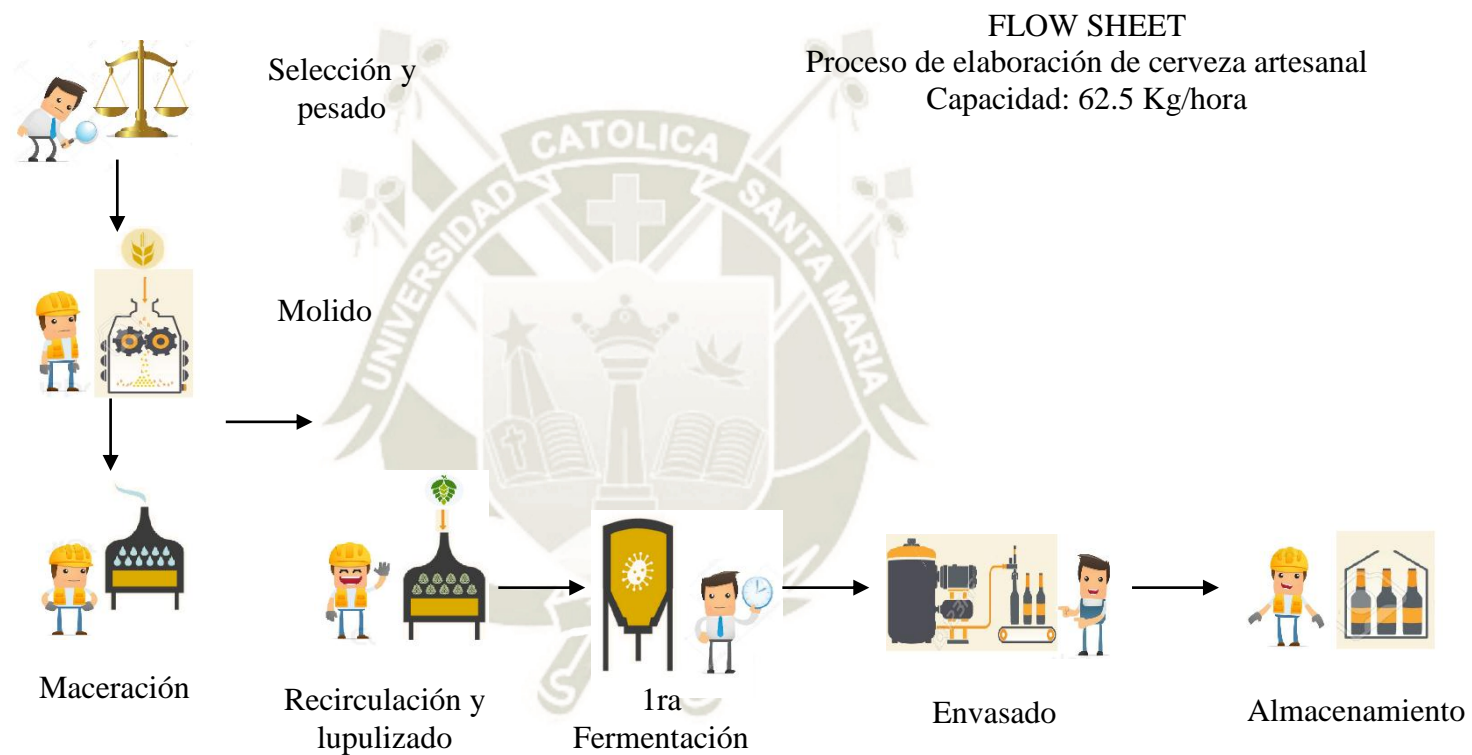 FLOW SHEET
Proceso de elaboración de cerveza artesanal
Capacidad: 62.5 Kg/hora
Selección y
pesado
UNIVERSIDAD CATOLICA SANTA MARIA
Molido
Maceración
Recirculación y
lupulizado
1ra
Fermentación
Envasado
Almacenamiento